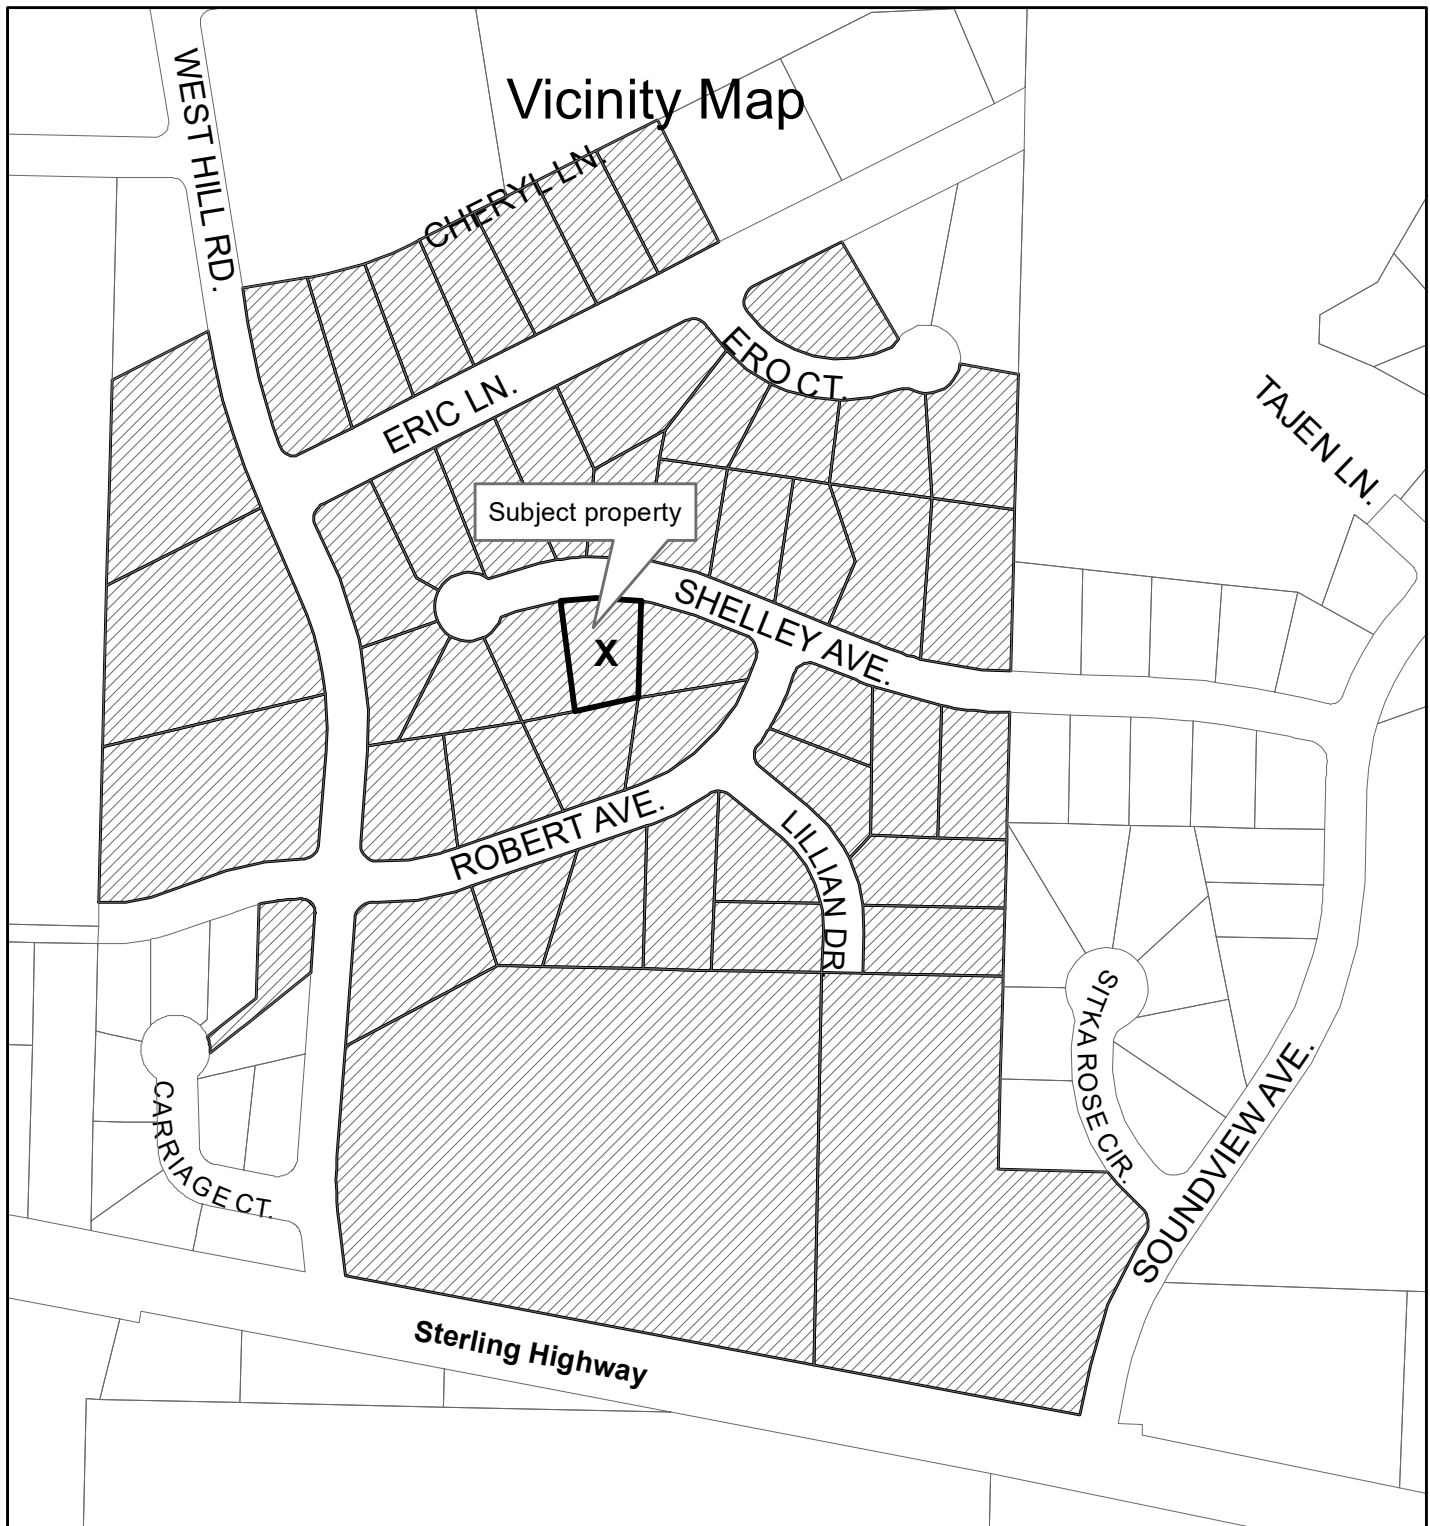 Vicinity Map
WEST HILL RD.
CHERYL LN.
ERO CT.
ERIC LN.
TAJEN LN.
Subject property
SHELLEY AVE.
X
ROBERT AVE.
LILLIAN DR
SITKA ROSE CIR.
CARRIAGE CT.
SOUNDVIEW AVE.
Sterling Highway